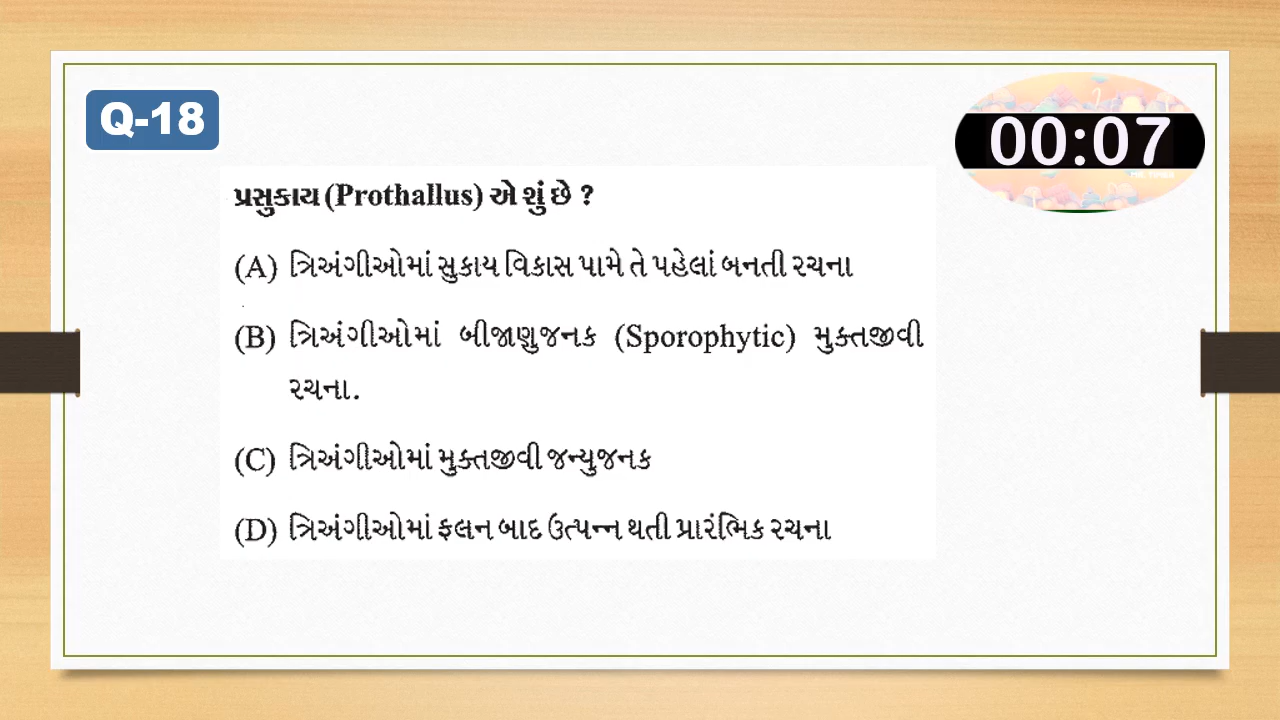 Q-18
00:07
પ્રસુકાય (Prothallus) એ શું છે ?
(A) ત્રિઅંગીઓમાં સુકાય વિકાસ પામે તે પહેલાં બનતી રચના
(B) ત્રિઅંગીઓમાં બીજાણુજનક (Sporophytic) મુક્તજીવી
રચના.
(C) ત્રિઅંગીઓમાં મુક્તજીવી જન્યુજનક
(D) ત્રિઅંગીઓમાં ફલન બાદ ઉત્પન્ન થતી પ્રારંભિક રચના